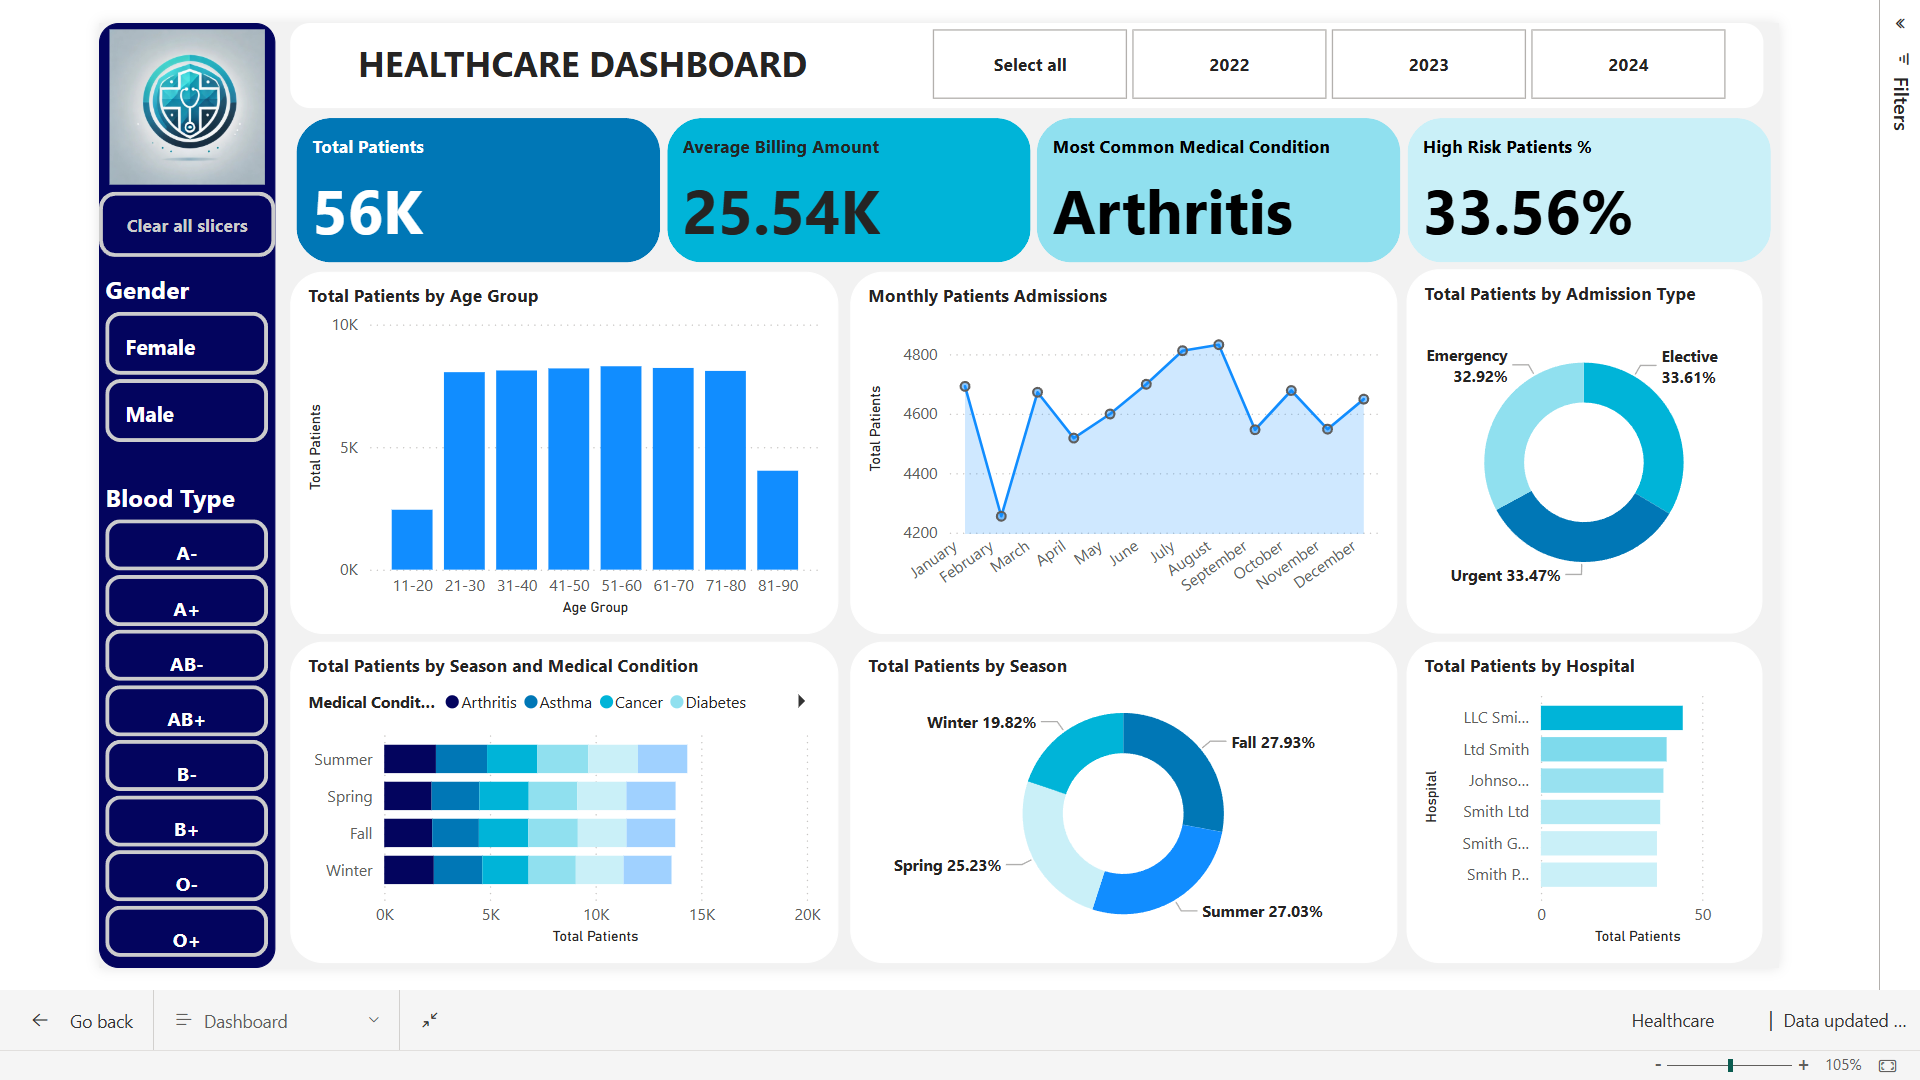 HEALTHCARE DASHBOARD
Select all
2022
2023
2024
«
Filters
Clear all slicers
Gender
Female
Male
Blood Type
A-
A+
AB-
AB+
B-
B+
O-
O+
Total Patients
56K
Average Billing Amount
25.54K
Most Common Medical Condition
Arthritis
High Risk Patients %
33.56%
Total Patients by Age Group
Total Patients
10K
5K
0K
11-20 21-30 31-40 41-50 51-60 61-70 71-80 81-90
Age Group
Monthly Patients Admissions
Total Patients
4800
4600
4400
4200
January February March April May June July August September October November December
Total Patients by Admission Type
Emergency
32.92%
Elective
33.61%
Urgent 33.47%
Total Patients by Season and Medical Condition
Medical Condit... Arthritis Asthma Cancer Diabetes
Summer
Spring
Fall
Winter
0K 5K 10K 15K 20K
Total Patients
Total Patients by Season
Winter 19.82%
Fall 27.93%
Spring 25.23%
Summer 27.03%
Total Patients by Hospital
Hospital
LLC Smi...
Ltd Smith
Johnso...
Smith Ltd
Smith G...
Smith P...
0 50
Total Patients
Go back
Dashboard
Healthcare | Data updated ...
- + 105%